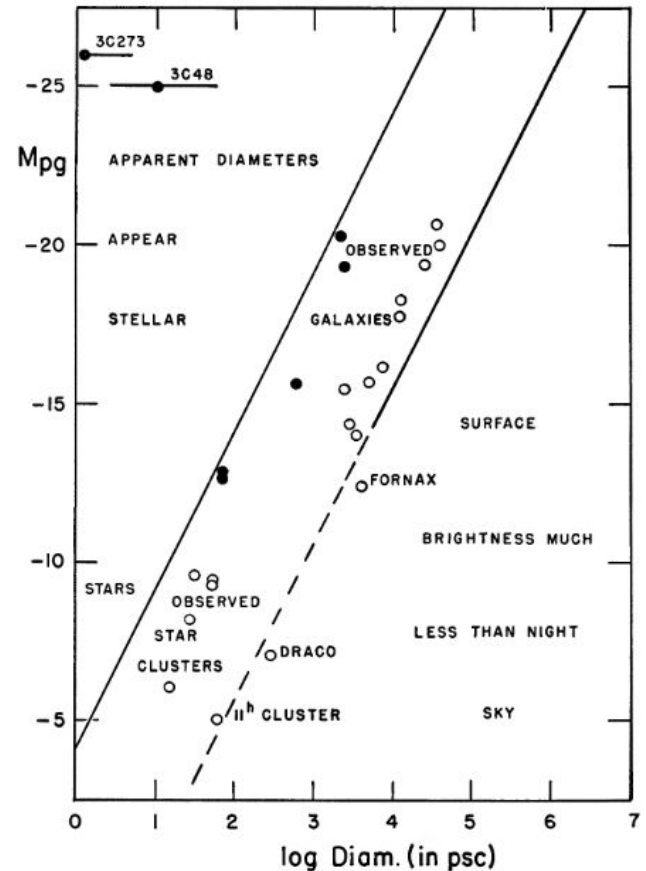 3C273
3C48
-25
Mpg
APPARENT DIAMETERS
-20
APPEAR
OBSERVED
STELLAR
GALAXIES
-15
SURFACE
FORNAX
BRIGHTNESS MUCH
-10
STARS
OBSERVED
STAR
LESS THAN NIGHT
CLUSTERS
DRACO
-5
11h CLUSTER
SKY
0 1 2 3 4 5 6 7
log Diam. (in psc)